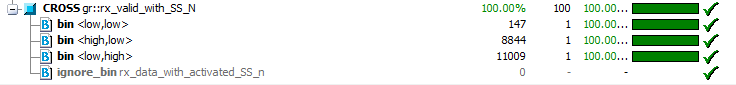 CROSS gr::rx_valid_with_SS_N 100.00% 100 100.00...
B bin <low,low> 147 1 100.00...
B bin <high,low> 8844 1 100.00...
B bin <low,high> 11009 1 100.00...
B ignore_bin rx_data_with_activated_SS_n 0 - -